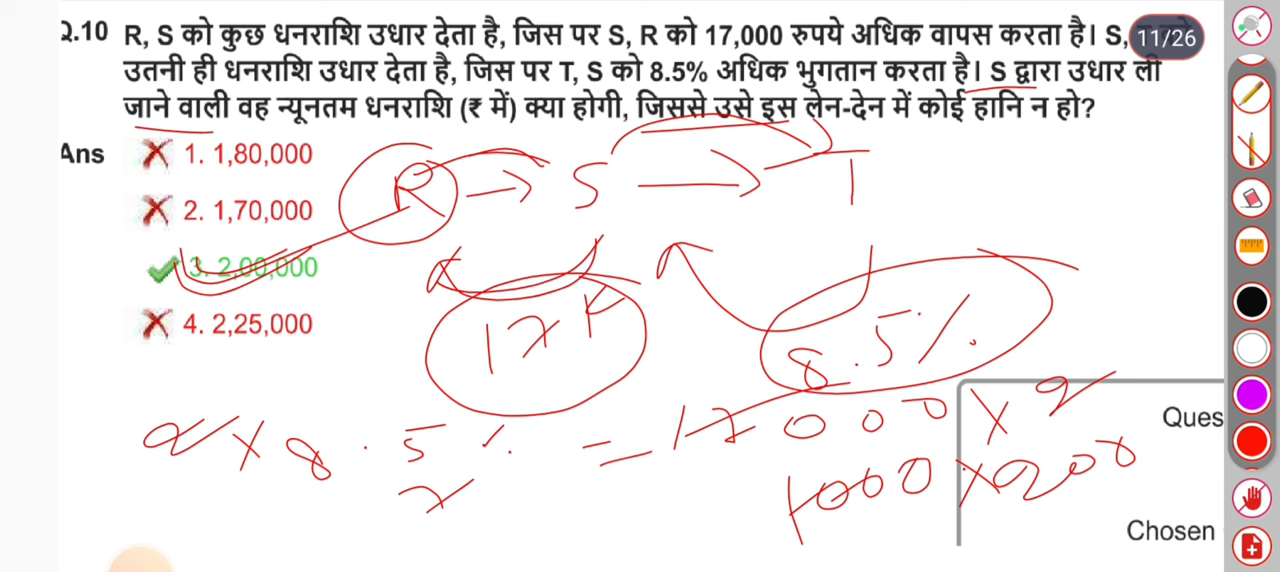 Q.10 R, S को कुछ धनराशि उधार देता है, जिस पर S, R को 17,000 रुपये अधिक वापस करता है। S,
11/26
उतनी ही धनराशि उधार देता है, जिस पर T, S को 8.5% अधिक भुगतान करता है। S द्वारा उधार ली
जाने वाली वह न्यूनतम धनराशि (₹ में) क्या होगी, जिससे उसे इस लेन-देन में कोई हानि न हो?
Ans 1. 1,80,000
2. 1,70,000
3. 2,00,000
4. 2,25,000
R → S → T
17K
8.5%
Ques
2 × 8.5% = 17000 × 2
1000 × 200
Chosen